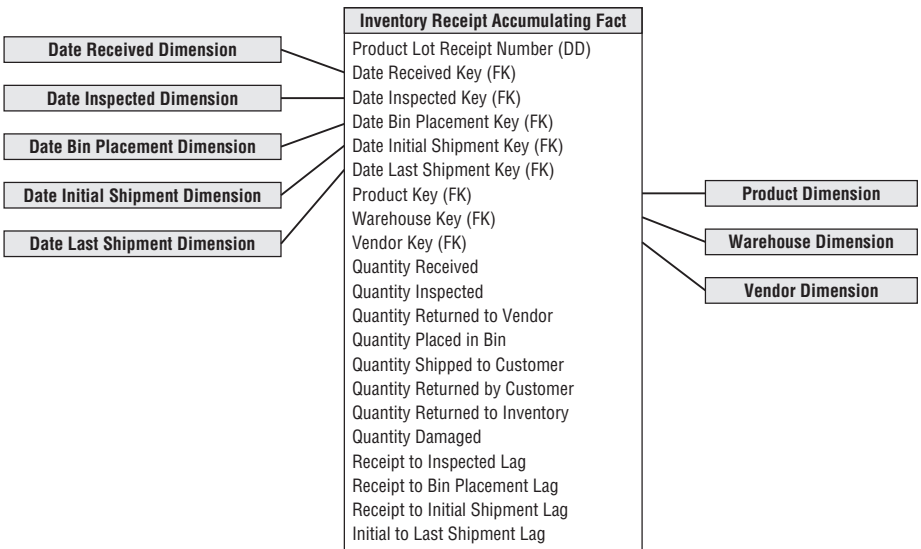 Inventory Receipt Accumulating Fact
Product Lot Receipt Number (DD)
Date Received Key (FK)
Date Inspected Key (FK)
Date Bin Placement Key (FK)
Date Initial Shipment Key (FK)
Date Last Shipment Key (FK)
Product Key (FK)
Warehouse Key (FK)
Vendor Key (FK)
Quantity Received
Quantity Inspected
Quantity Returned to Vendor
Quantity Placed in Bin
Quantity Shipped to Customer
Quantity Returned by Customer
Quantity Returned to Inventory
Quantity Damaged
Receipt to Inspected Lag
Receipt to Bin Placement Lag
Receipt to Initial Shipment Lag
Initial to Last Shipment Lag
Date Received Dimension
Date Inspected Dimension
Date Bin Placement Dimension
Date Initial Shipment Dimension
Date Last Shipment Dimension
Product Dimension
Warehouse Dimension
Vendor Dimension